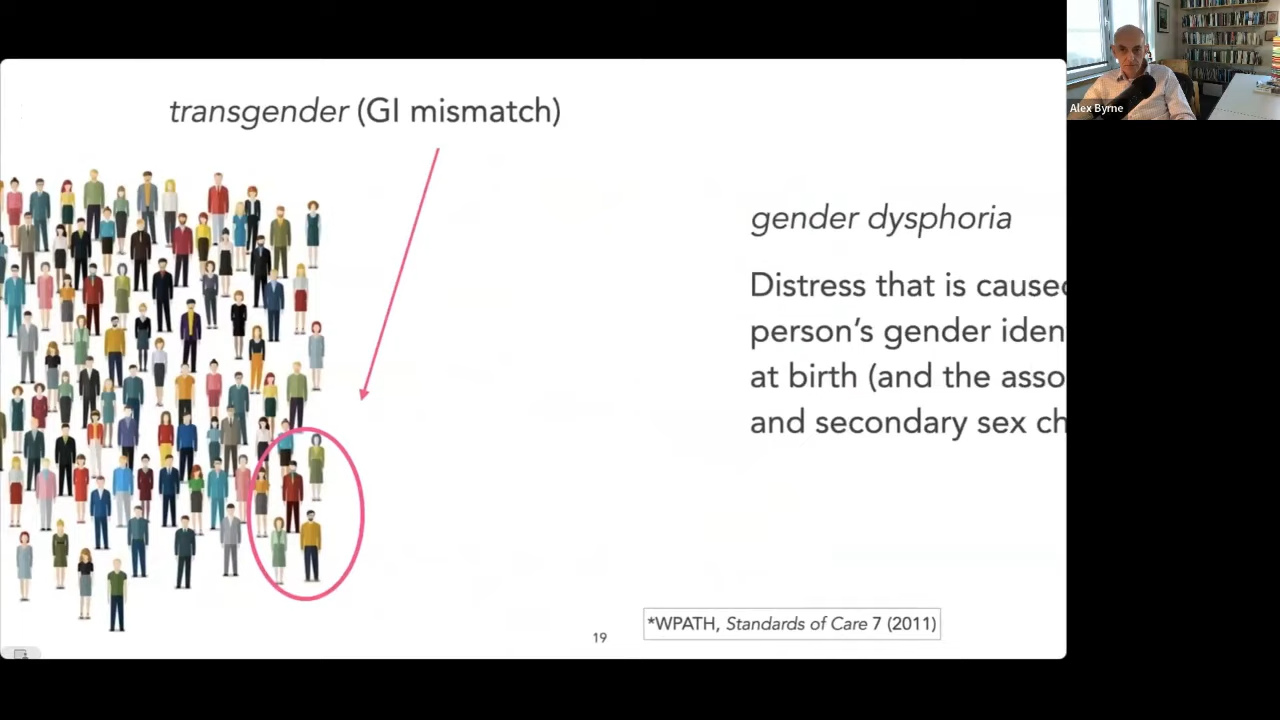 transgender (GI mismatch)
gender dysphoria
Distress that is cause
person's gender iden
at birth (and the asso
and secondary sex ch
*WPATH, Standards of Care 7 (2011)
19
Alex Byrne